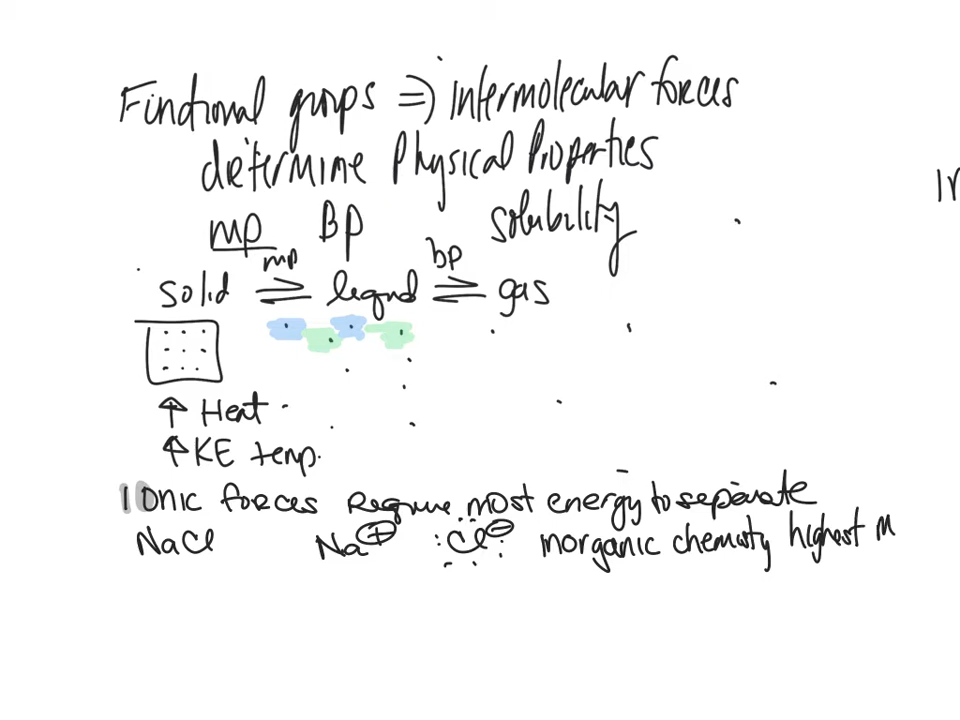 Functional groups ⇒ intermolecular forces
determine Physical Properties
mp BP solubility
mp bp
solid ⇌ liquid ⇌ gas
↑ Heat
↑ KE temp.
Ionic forces Require most energy to separate
NaCl Na⊕ :Cl:⊖ inorganic chemistry highest m